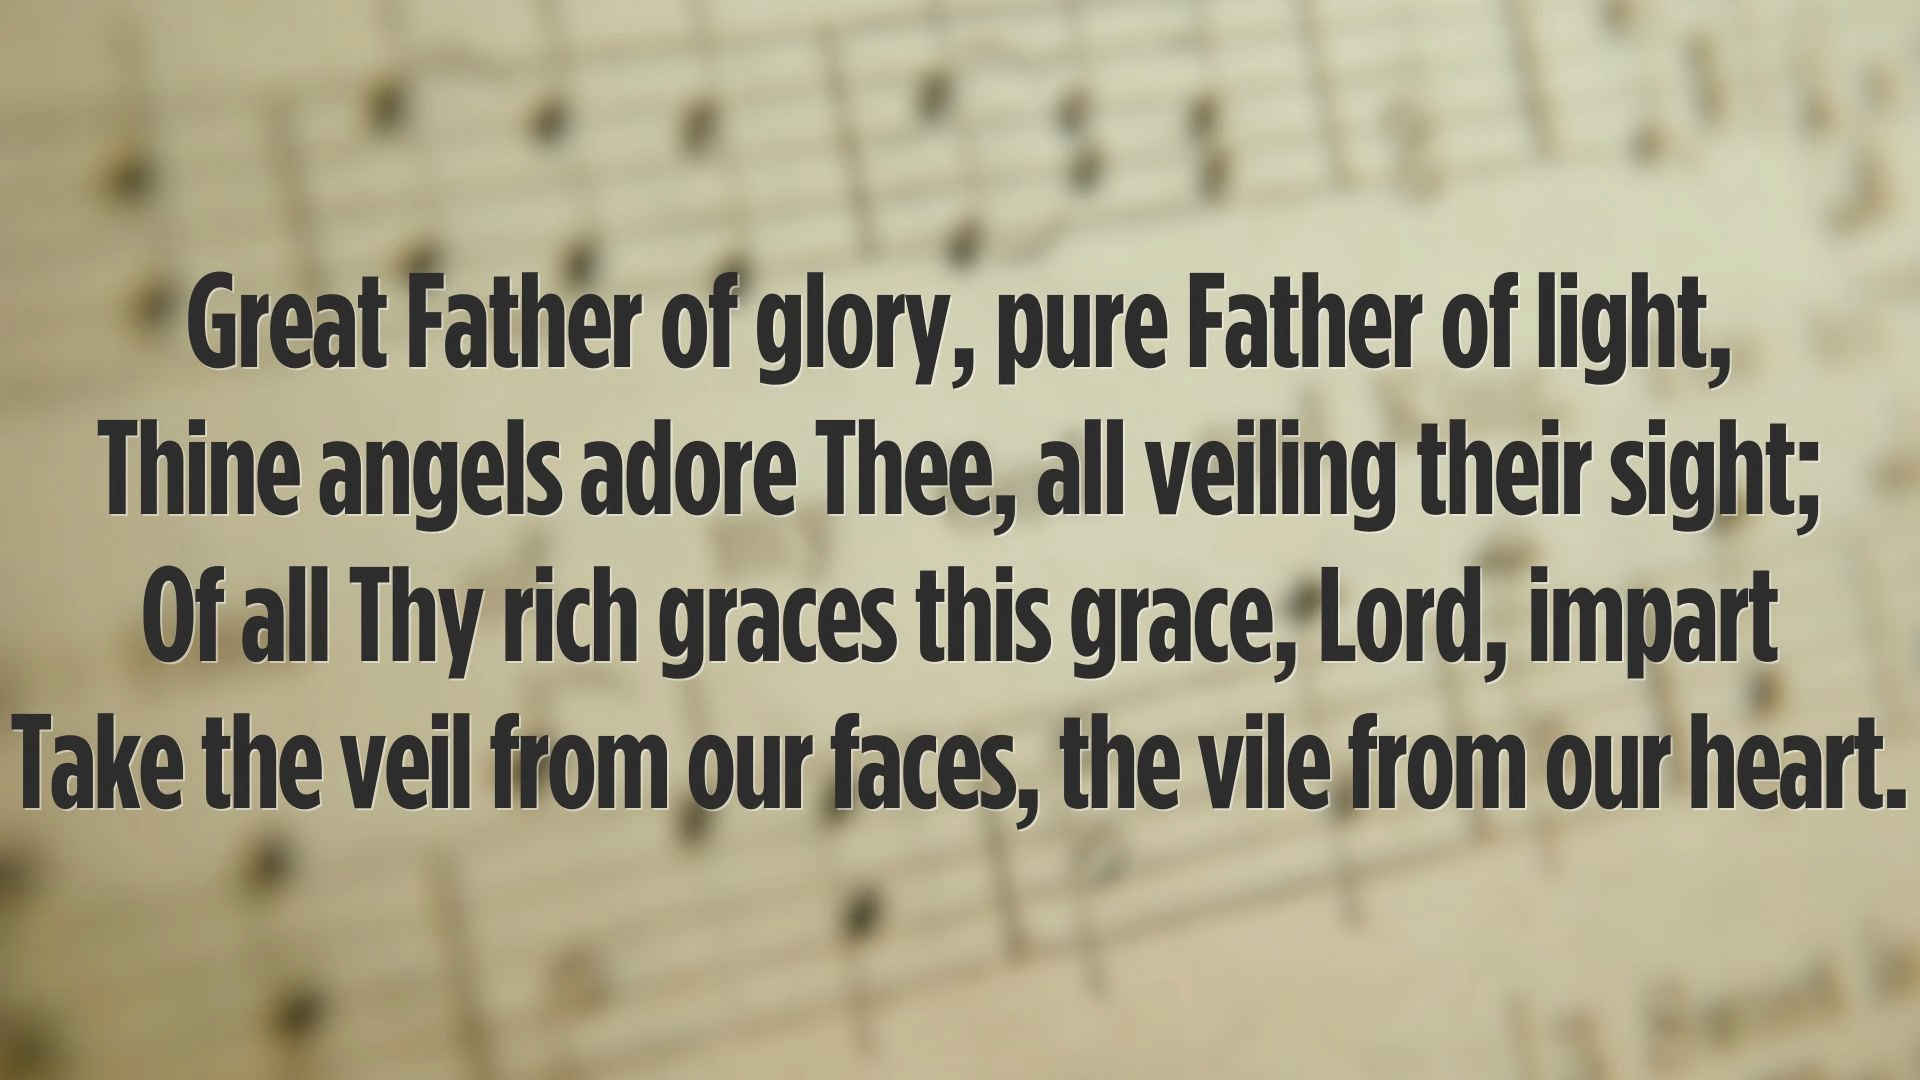 Great Father of glory, pure Father of light,
Thine angels adore Thee, all veiling their sight;
Of all Thy rich graces this grace, Lord, impart
Take the veil from our faces, the vile from our heart.